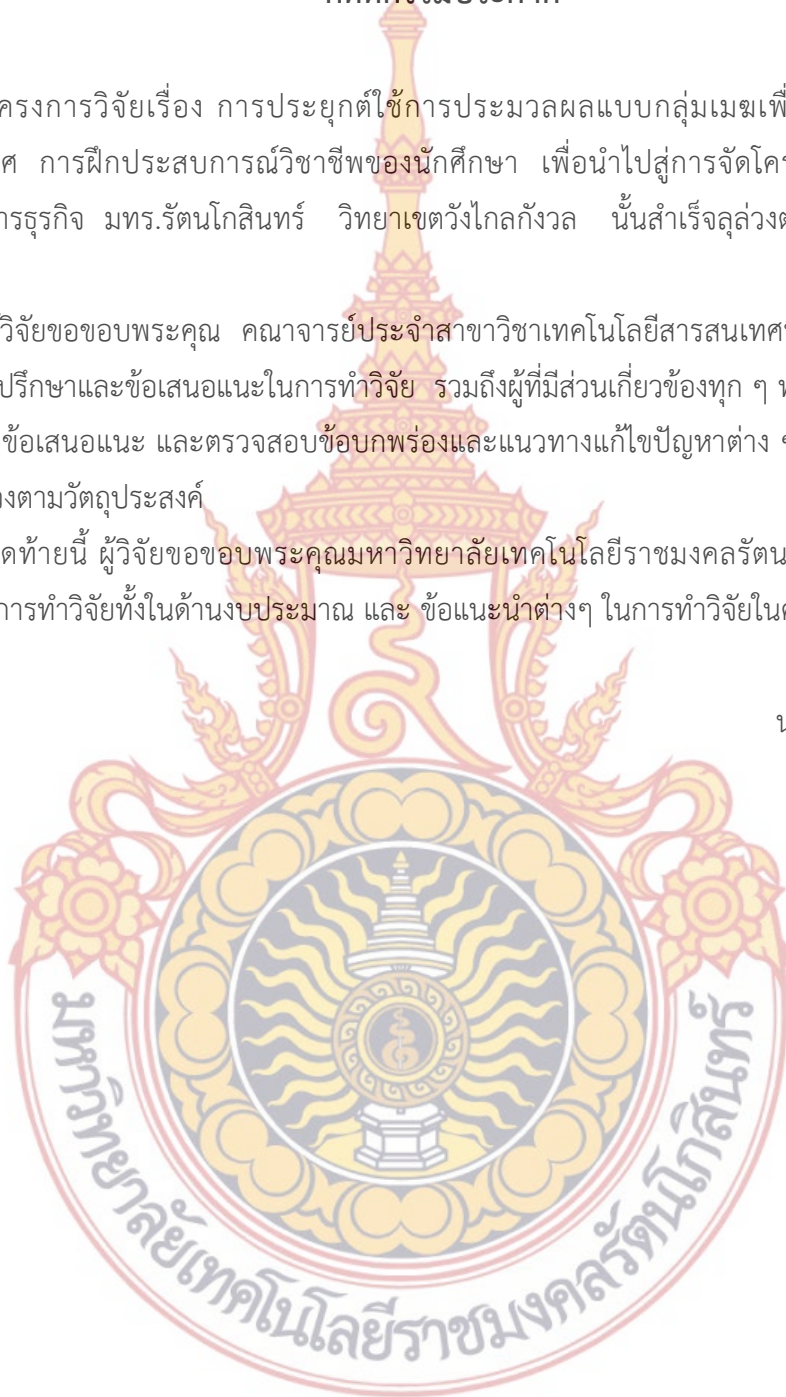 ครงการวิจัยเรื่อง การประยุกต์ใช้การประมวลผลแบบกลุ่มเมฆเพื่
ศ การฝึกประสบการณ์วิชาชีพของนักศึกษา เพื่อนำไปสู่การจัดโคร
ารธุรกิจ มทร.รัตนโกสินทร์ วิทยาเขตวังไกลกังวล นั้นสำเร็จลุล่วงต
วิจัยขอขอบพระคุณ คณาจารย์ประจำสาขาวิชาเทคโนโลยีสารสนเทศ
ปรึกษาและข้อเสนอแนะในการทำวิจัย รวมถึงผู้ที่มีส่วนเกี่ยวข้องทุก ๆ
ข้อเสนอแนะ และตรวจสอบข้อบกพร่องและแนวทางแก้ไขปัญหาต่าง ๆ
งตามวัตถุประสงค์
ดท้ายนี้ ผู้วิจัยขอขอบพระคุณมหาวิทยาลัยเทคโนโลยีราชมงคลรัตน
การทำวิจัยทั้งในด้านงบประมาณ และ ข้อแนะนำต่างๆ ในการทำวิจัยใน
น
มหาวิทยาลัยเทคโนโลยีราชมงคลรัตนโกสินทร์